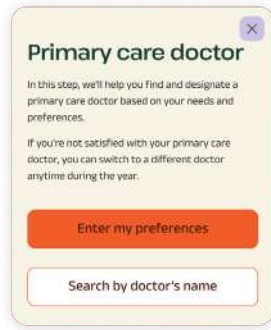 Primary care doctor
In this step, we'll help you find and designate a
primary care doctor based on your needs and
preferences.
If you're not satisfied with your primary care
doctor, you can switch to a different doctor
anytime during the year.
Enter my preferences
Search by doctor's name